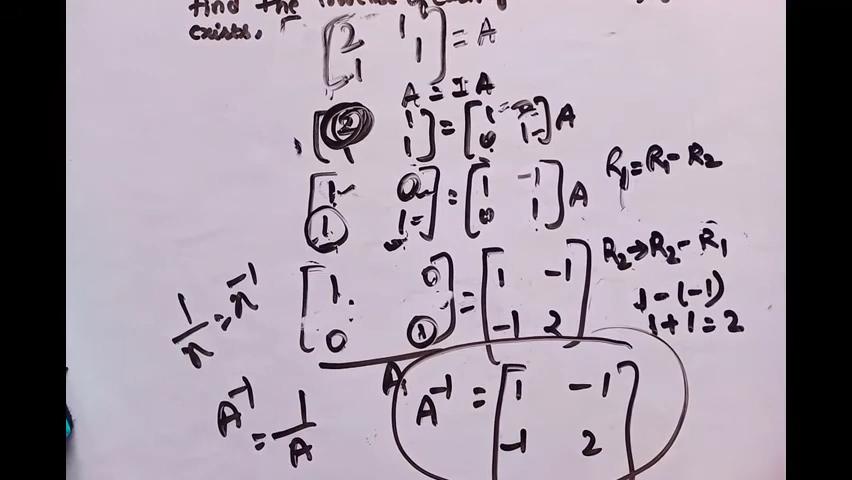 find the
exists.
[2 1
1 1] = A
A = IA
[2 1
1 1] = [1 0
0 1] A
R₁ = R₁ - R₂
[1 0
1 1] = [1 -1
0 1] A
R₂ → R₂ - R₁
1 - (-1)
1 + 1 = 2
[1 0
0 1] = [1 -1
-1 2]
1/x = x⁻¹
A
A⁻¹ = 1/A
A⁻¹ = [1 -1
-1 2]